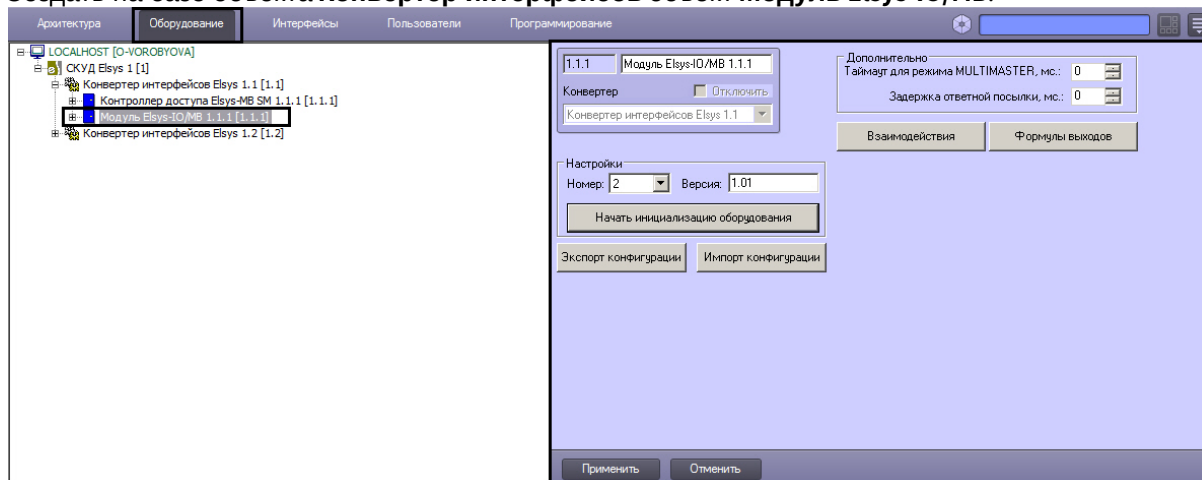 Создать на базе объекта Конвертер интерфейсов объект Модуль Elsys-IO/MB.
Архитектура Оборудование Интерфейсы Пользователи Программирование
LOCALHOST [O-VOROBYOVA]
СКУД Elsys 1 [1]
Конвертер интерфейсов Elsys 1.1 [1.1]
Контроллер доступа Elsys-MB SM 1.1.1 [1.1.1]
Модуль Elsys-IO/MB 1.1.1 [1.1.1]
Конвертер интерфейсов Elsys 1.2 [1.2]
1.1.1 Модуль Elsys-IO/MB 1.1.1
Конвертер Отключить
Конвертер интерфейсов Elsys 1.1
Настройки
Номер: 2 Версия: 1.01
Начать инициализацию оборудования
Экспорт конфигурации Импорт конфигурации
Дополнительно
Таймаут для режима MULTIMASTER, мс.: 0
Задержка ответной посылки, мс.: 0
Взаимодействия Формулы выходов
Применить Отменить